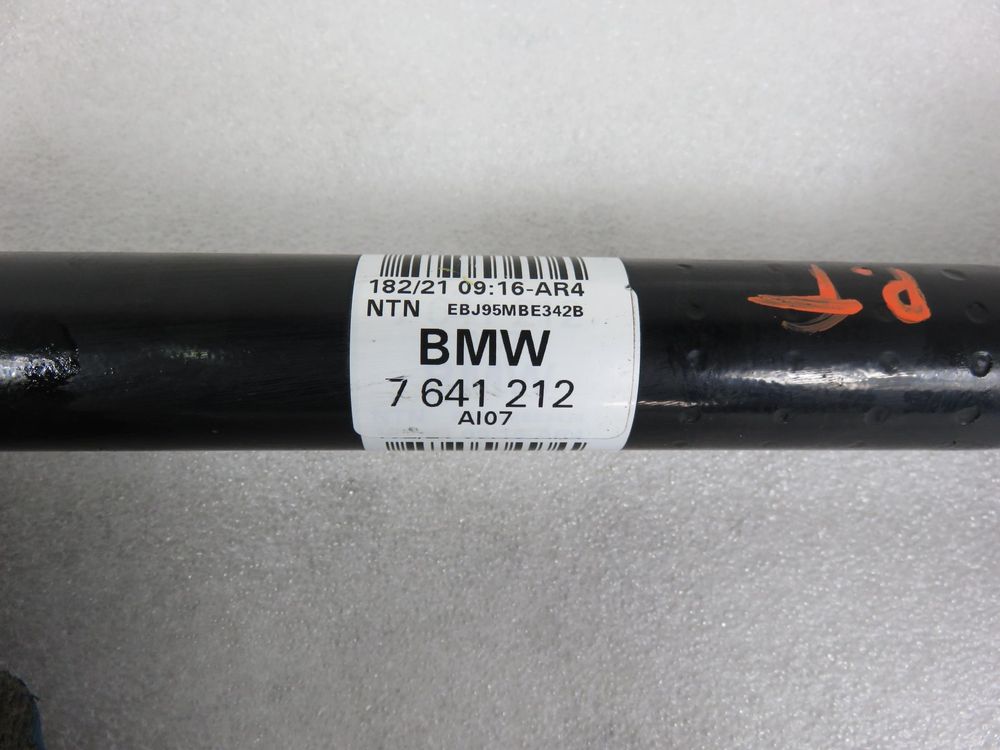 182/21 09:16-AR4
NTN EBJ95MBE342B
BMW
7 641 212
AI07
P.F